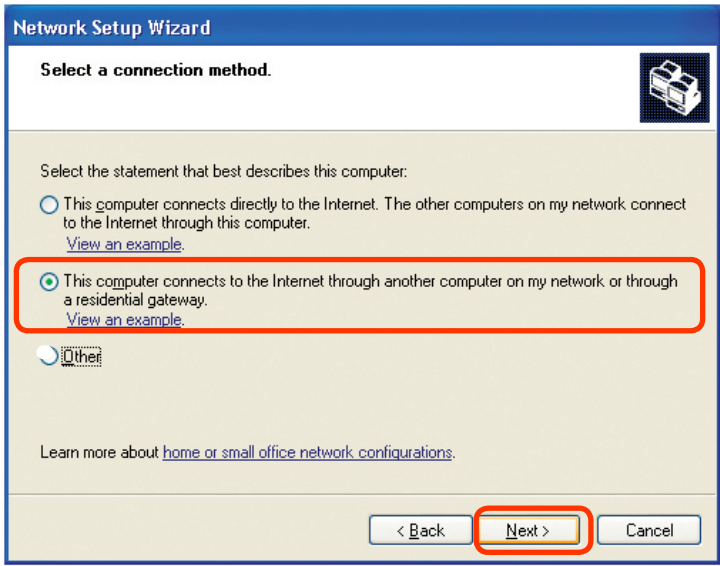 Network Setup Wizard
Select a connection method.
Select the statement that best describes this computer:
This computer connects directly to the Internet. The other computers on my network connect
to the Internet through this computer.
View an example.
This computer connects to the Internet through another computer on my network or through
a residential gateway.
View an example.
Other
Learn more about home or small office network configurations.
< Back
Next >
Cancel